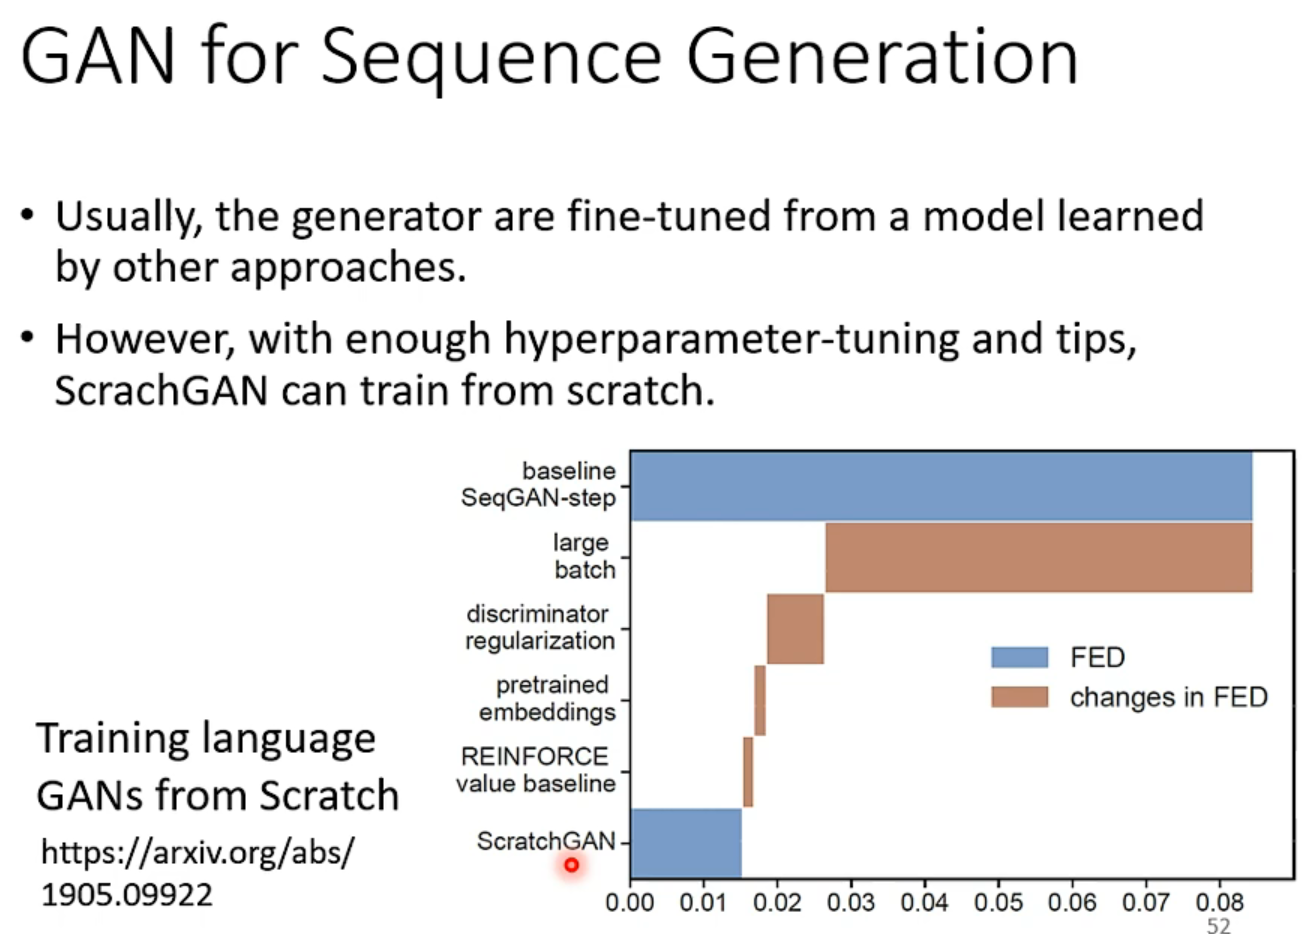 GAN for Sequence Generation
• Usually, the generator are fine-tuned from a model learned
by other approaches.
• However, with enough hyperparameter-tuning and tips,
ScrachGAN can train from scratch.
Training language
GANs from Scratch
https://arxiv.org/abs/
1905.09922
baseline
SeqGAN-step
large
batch
discriminator
regularization
pretrained
embeddings
REINFORCE
value baseline
ScratchGAN
FED
changes in FED
0.00 0.01 0.02 0.03 0.04 0.05 0.06 0.07 0.08
52